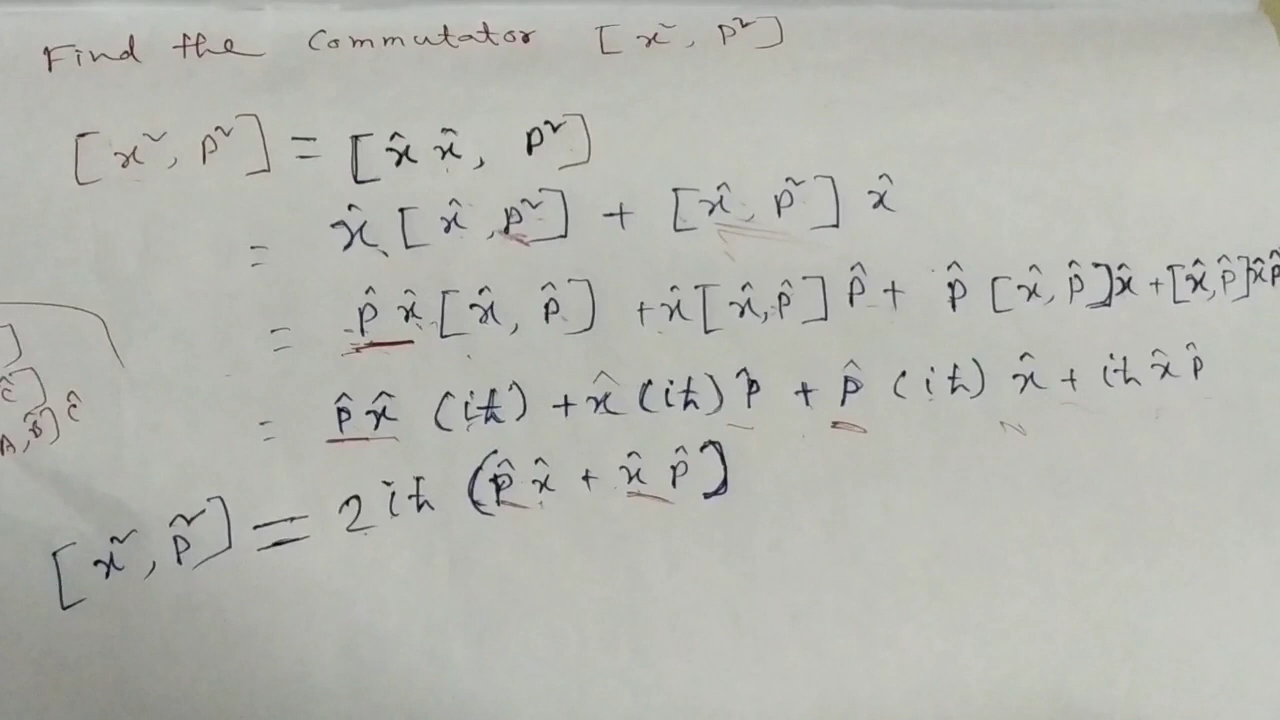 Find the Commutator [x², p²]
[x², p²] = [x̂ x̂, p²]
= x̂ [x̂, p²] + [x̂, p̂²] x̂
= p̂ x̂ [x̂, p̂] + x̂ [x̂, p̂] p̂ + p̂ [x̂, p̂] x̂ + [x̂, p̂] x̂ p̂
= p̂ x̂ (iħ) + x̂ (iħ) p̂ + p̂ (iħ) x̂ + iħ x̂ p̂
[x², p̂²] = 2iħ (p̂ x̂ + x̂ p̂)
]
ĉ]
A, B̂] ĉ